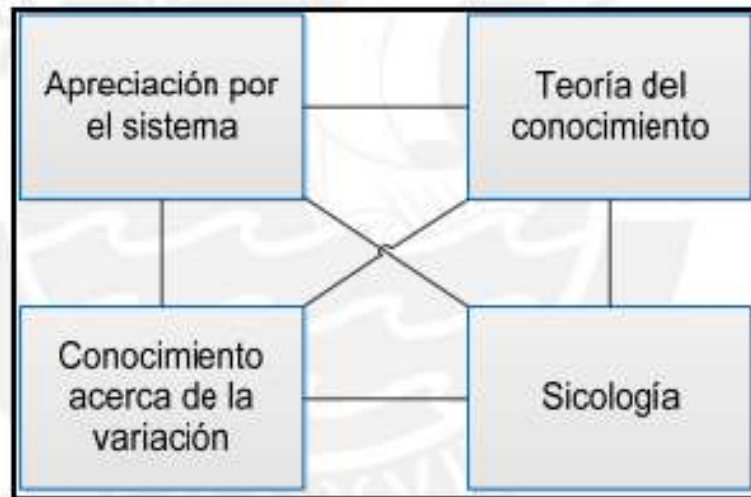 Apreciación por
el sistema
Teoría del
conocimiento
Conocimiento
acerca de la
variación
Sicología